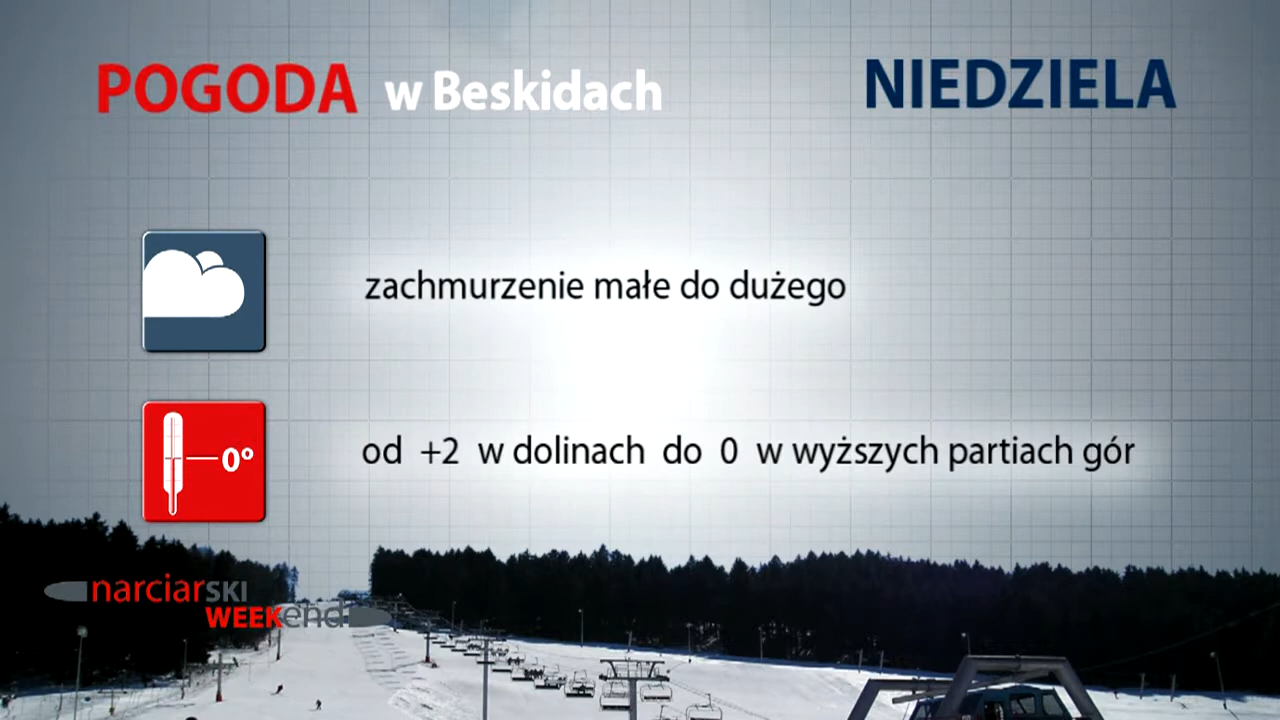 POGODA w Beskidach
NIEDZIELA
zachmurzenie małe do dużego
0°
od +2 w dolinach do 0 w wyższych partiach gór
narciarSKI
WEEKend